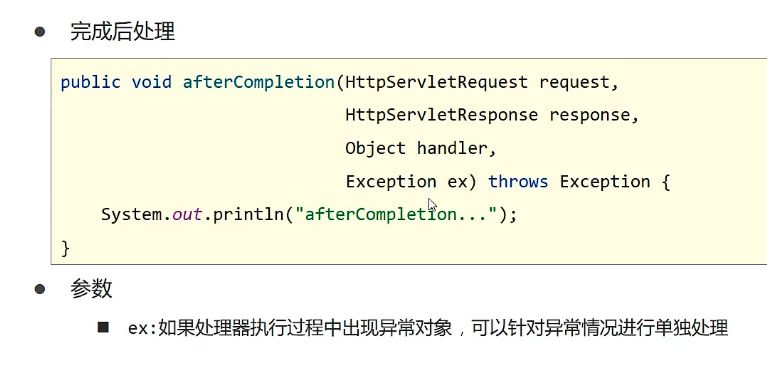 ● 完成后处理
public void afterCompletion(HttpServletRequest request,
HttpServletResponse response,
Object handler,
Exception ex) throws Exception {
System.out.println("afterCompletion...");
}
● 参数
■ ex:如果处理器执行过程中出现异常对象，可以针对异常情况进行单独处理